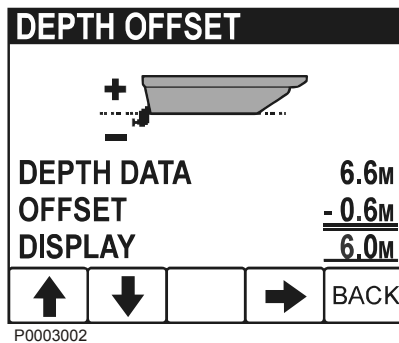 DEPTH OFFSET
+
–
DEPTH DATA 6.6M
OFFSET - 0.6M
DISPLAY 6.0M
BACK
P0003002